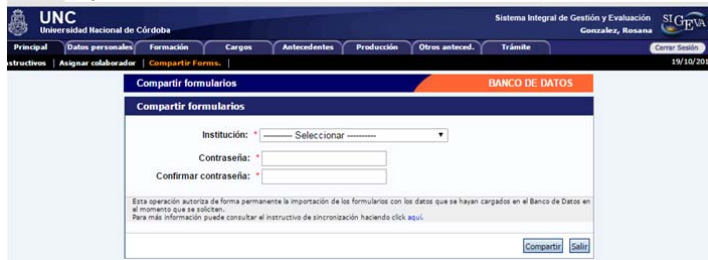 UNC
Universidad Nacional de Córdoba
Sistema Integral de Gestión y Evaluación
Gonzalez, Rosana
SIGEVA
Principal Datos personales Formación Cargos Antecedentes Producción Otros anteced. Trámite Cerrar Sesión
structivos | Asignar colaborador | Compartir Forms. | 19/10/201
Compartir formularios BANCO DE DATOS
Compartir formularios
Institución: * ---------- Seleccionar ----------
Contraseña: *
Confirmar contraseña: *
Esta operación autoriza de forma permanente la importación de los formularios con los datos que se hayan cargados en el Banco de Datos en
el momento que se soliciten.
Para más información puede consultar el instructivo de sincronización haciendo click aquí.
Compartir Salir